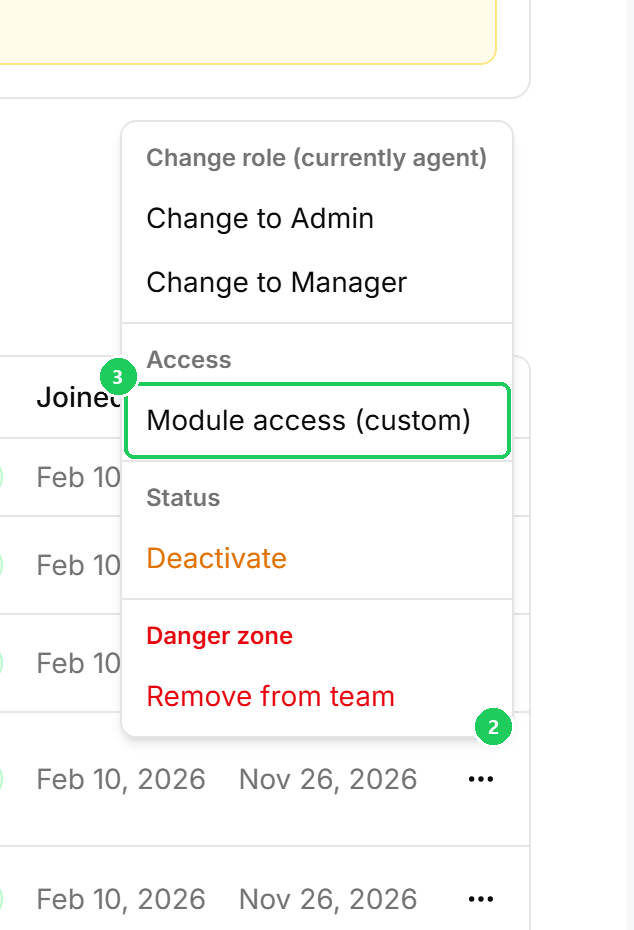 Change role (currently agent)
Change to Admin
Change to Manager
Access
3
Joined
Module access (custom)
Feb 10
Status
Feb 10
Deactivate
Danger zone
Feb 10
Remove from team
2
Feb 10, 2026 Nov 26, 2026 •••
Feb 10, 2026 Nov 26, 2026 •••